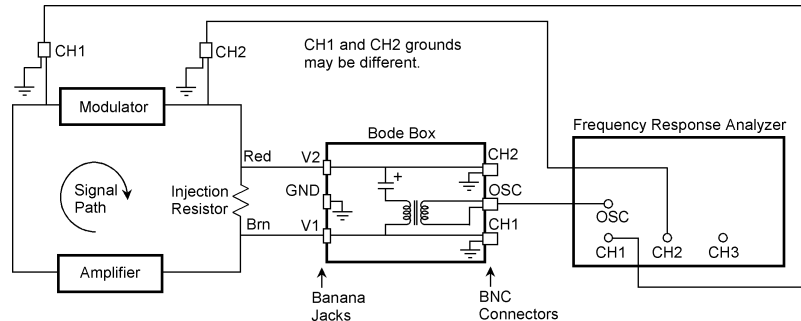 CH1
CH2
CH1 and CH2 grounds
may be different.
Modulator
Bode Box
Frequency Response Analyzer
Red
V2
CH2
Signal
Path
Injection
Resistor
GND
+
OSC
OSC
Brn
V1
CH1
CH1
CH2
CH3
Amplifier
Banana
Jacks
BNC
Connectors